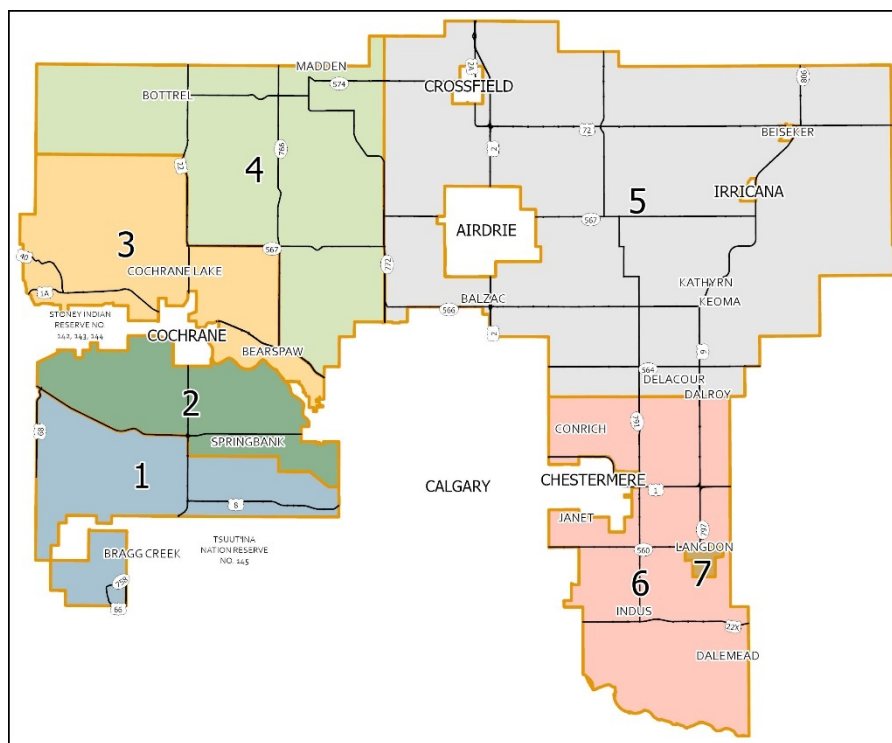 MADDEN
574
2A
CROSSFIELD
806
BOTTREL
72
BEISEKER
22
766
4
2
5
IRRICANA
3
567
AIRDRIE
567
COCHRANE LAKE
40
1A
772
KATHYRN
KEOMA
BALZAC
566
STONEY INDIAN
RESERVE NO.
142, 143, 144
COCHRANE
BEARSPAW
2
9
564
DELACOUR
DALROY
2
68
SPRINGBANK
CONRICH
791
1
8
CALGARY
CHESTERMERE
1
JANET
797
TSUUT'INA
NATION RESERVE
NO. 145
BRAGG CREEK
560
LANGDON
6
7
758
66
INDUS
22X
DALEMEAD